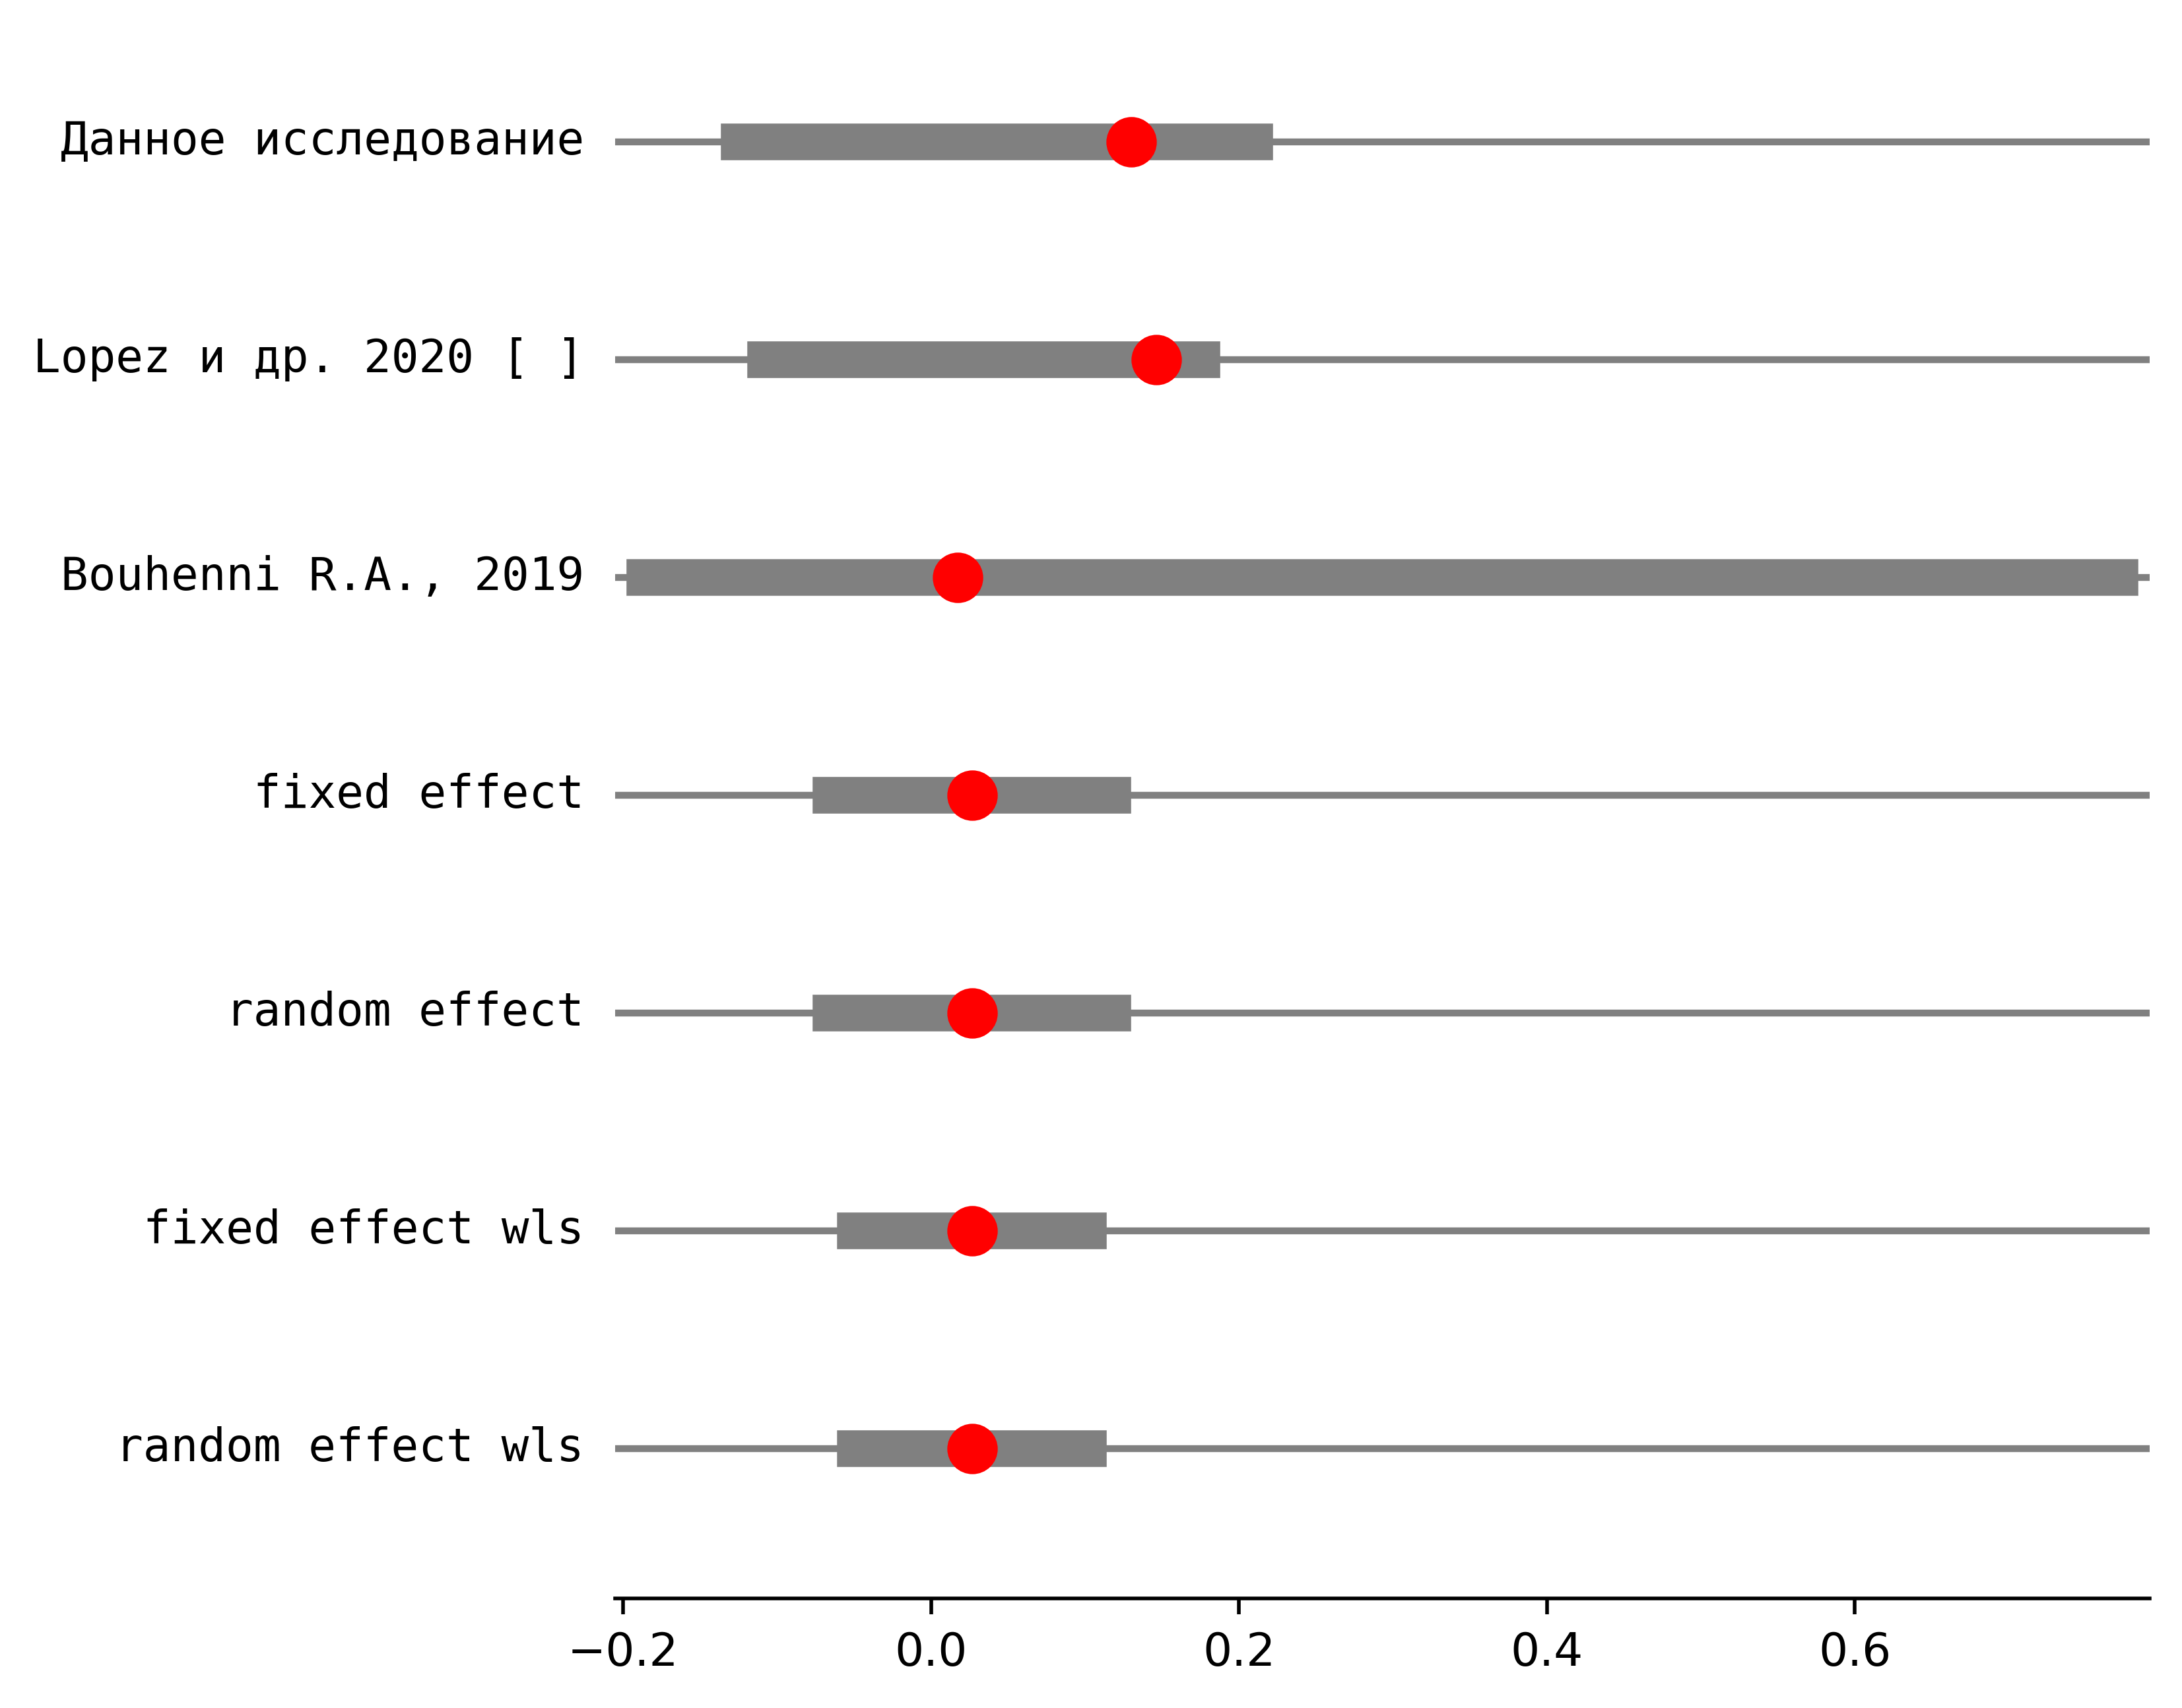 Данное исследование
Lopez и др. 2020 [ ]
Bouhenni R.A., 2019
fixed effect
random effect
fixed effect wls
random effect wls
−0.2 0.0 0.2 0.4 0.6